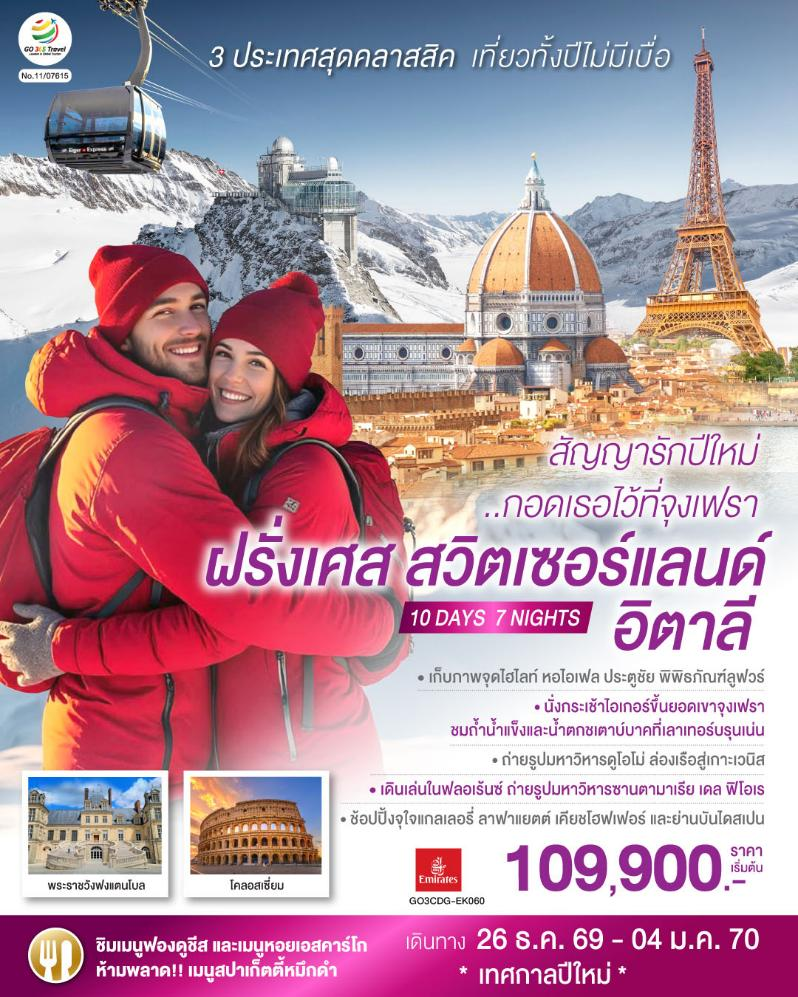 GO 365 Travel
No.11/07615
3 ประเทศสุดคลาสสิค เที่ยวทั้งปีไม่มีเบื่อ
Eiger Express
สัญญารักปีใหม่
..กอดเธอไว้ที่จุงเฟรา
ฝรั่งเศส สวิตเซอร์แลนด์
10 DAYS 7 NIGHTS
อิตาลี
• เก็บภาพจุดไฮไลท์ หอไอเฟล ประตูชัย พิพิธภัณฑ์ลูฟวร์
• นั่งกระเช้าไอเกอร์ขึ้นยอดเขาจุงเฟรา
ชมถ้ำน้ำแข็งและน้ำตกชเตาบ์บาคที่เลาเทอร์บรุนเน่น
• ถ่ายรูปมหาวิหารดูโอโม่ ล่องเรือสู่เกาะเวนิส
• เดินเล่นในฟลอเร้นซ์ ถ่ายรูปมหาวิหารซานตามาเรีย เดล ฟิโอเร
• ช้อปปิ้งจุใจแกลเลอรี่ ลาฟาแยตต์ เคียชโฮฟเฟอร์ และย่านบันไดสเปน
พระราชวังฟงแตนโบล
โคลอสเซี่ยม
Emirates
GO3CDG-EK060
109,900.-
ราคา
เริ่มต้น
ชิมเมนูฟองดูชีส และเมนูหอยเอสคาร์โก
ห้ามพลาด!! เมนูสปาเก็ตตี้หมึกดำ
เดินทาง 26 ธ.ค. 69 - 04 ม.ค. 70
* เทศกาลปีใหม่ *